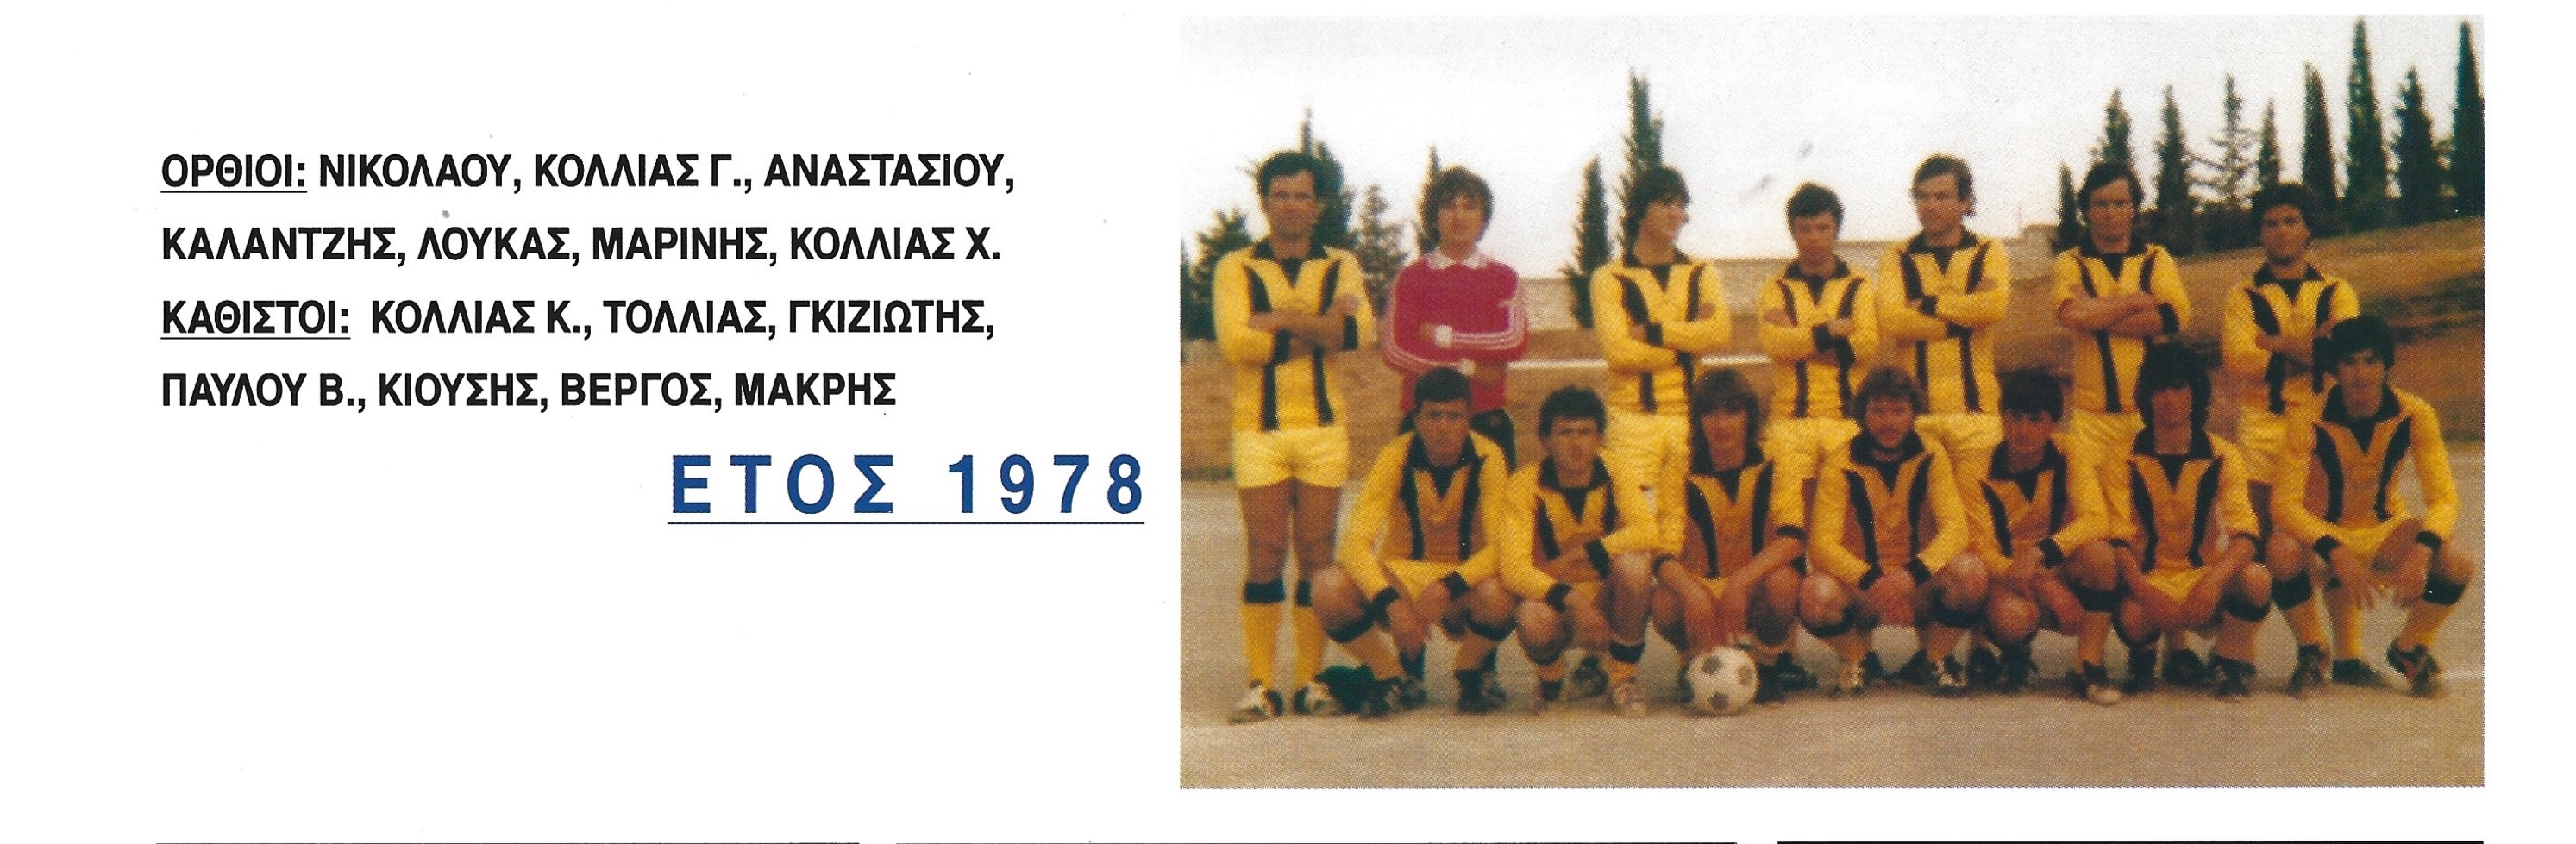 ΟΡΘΙΟΙ: ΝΙΚΟΛΑΟΥ, ΚΟΛΛΙΑΣ Γ., ΑΝΑΣΤΑΣΙΟΥ,
ΚΑΛΑΝΤΖΗΣ, ΛΟΥΚΑΣ, ΜΑΡΙΝΗΣ, ΚΟΛΛΙΑΣ Χ.
ΚΑΘΙΣΤΟΙ: ΚΟΛΛΙΑΣ Κ., ΤΟΛΛΙΑΣ, ΓΚΙΖΙΩΤΗΣ,
ΠΑΥΛΟΥ Β., ΚΙΟΥΣΗΣ, ΒΕΡΓΟΣ, ΜΑΚΡΗΣ
ΕΤΟΣ 1978